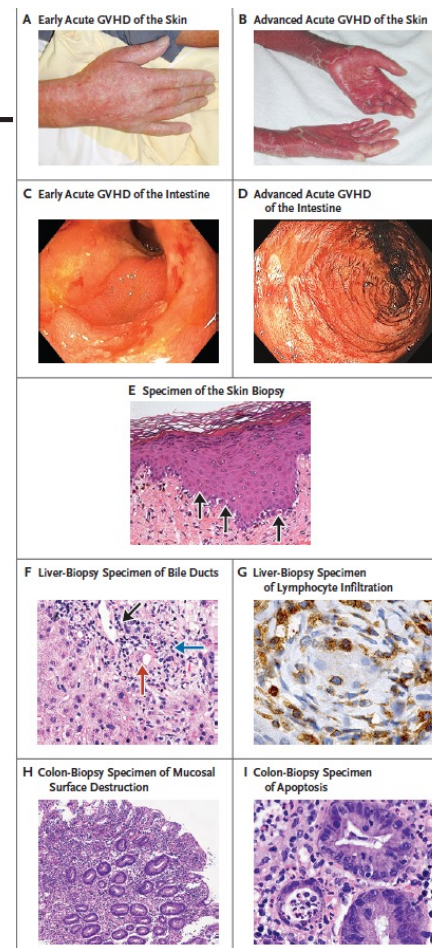 A Early Acute GVHD of the Skin
B Advanced Acute GVHD of the Skin
C Early Acute GVHD of the Intestine
D Advanced Acute GVHD
of the Intestine
E Specimen of the Skin Biopsy
F Liver-Biopsy Specimen of Bile Ducts
G Liver-Biopsy Specimen
of Lymphocyte Infiltration
H Colon-Biopsy Specimen of Mucosal
Surface Destruction
I Colon-Biopsy Specimen
of Apoptosis